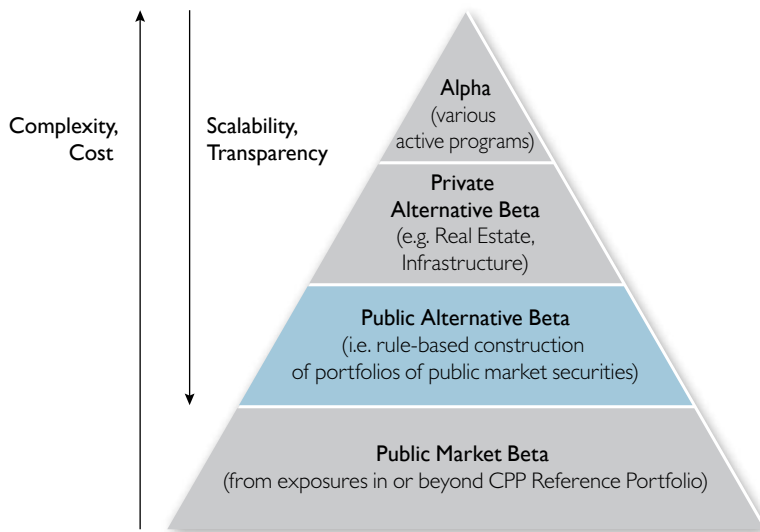 Complexity,
Cost
Scalability,
Transparency
Alpha
(various
active programs)
Private
Alternative Beta
(e.g. Real Estate,
Infrastructure)
Public Alternative Beta
(i.e. rule-based construction
of portfolios of public market securities)
Public Market Beta
(from exposures in or beyond CPP Reference Portfolio)